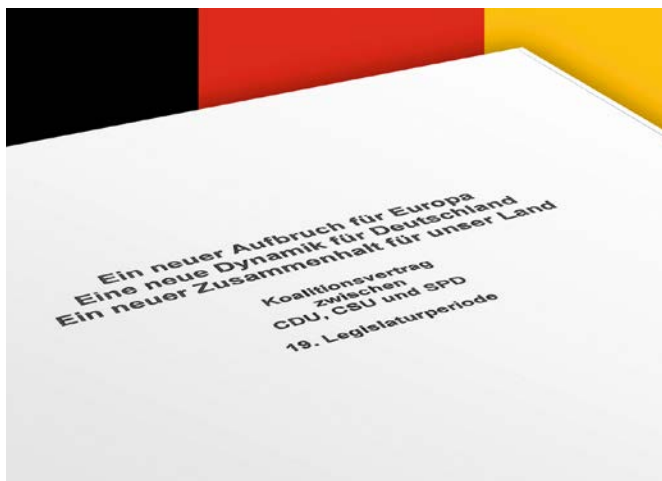 Ein neuer Aufbruch für Europa
Eine neue Dynamik für Deutschland
Ein neuer Zusammenhalt für unser Land
Koalitionsvertrag
zwischen
CDU, CSU und SPD
19. Legislaturperiode